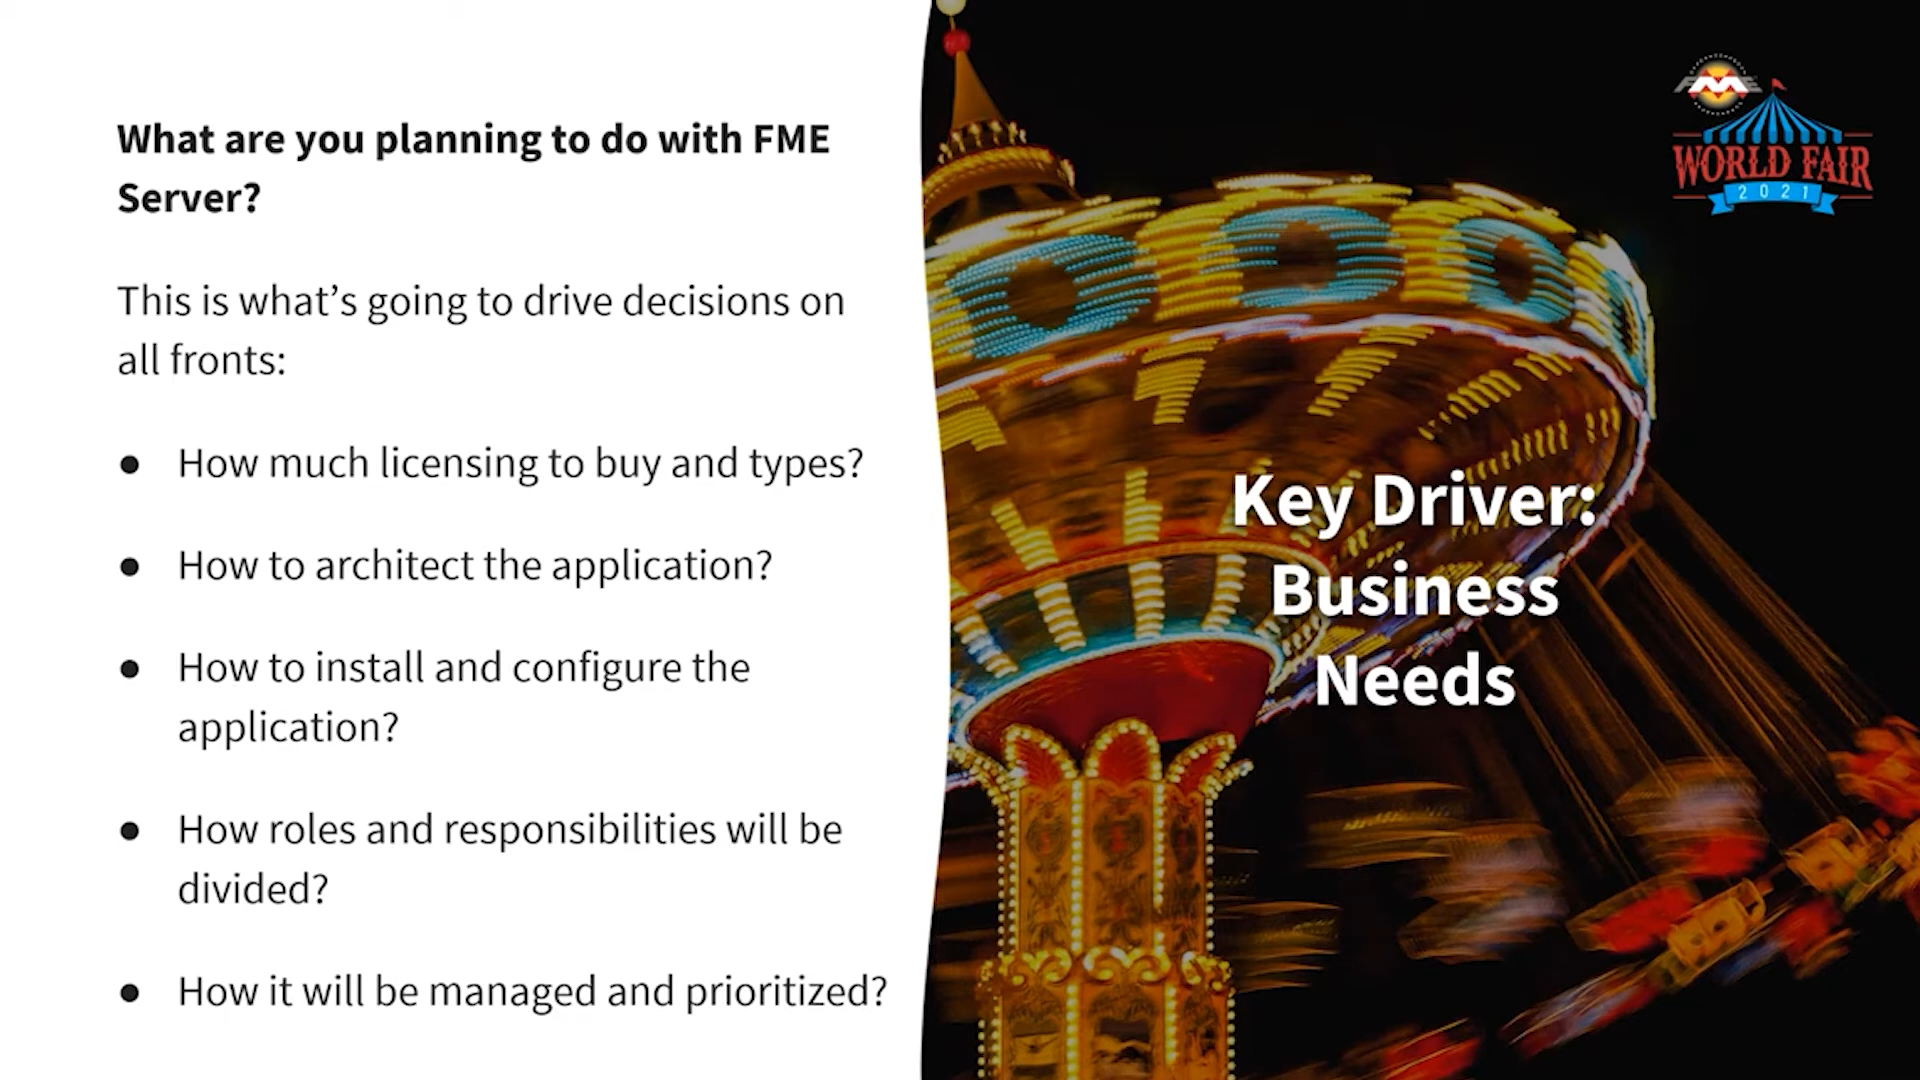 What are you planning to do with FME
Server?
This is what’s going to drive decisions on
all fronts:
● How much licensing to buy and types?
● How to architect the application?
● How to install and configure the
application?
● How roles and responsibilities will be
divided?
● How it will be managed and prioritized?
Key Driver:
Business
Needs
FME
WORLD FAIR
2021